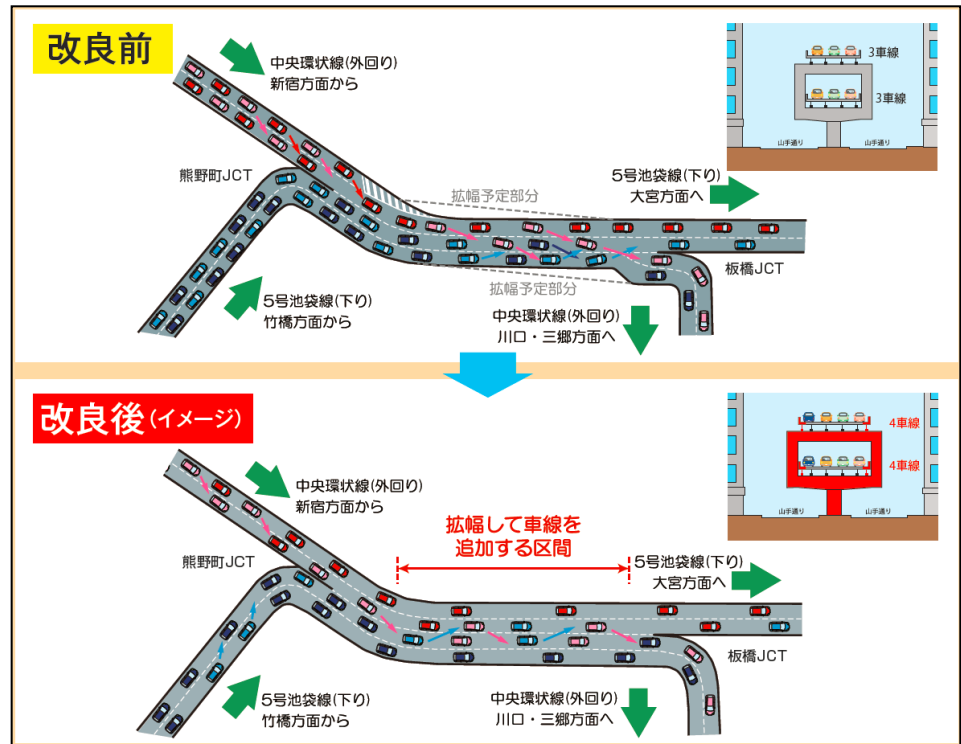 改良前
中央環状線(外回り)
新宿方面から
3車線
3車線
山手通り
山手通り
熊野町JCT
拡幅予定部分
5号池袋線(下り)
大宮方面へ
板橋JCT
5号池袋線(下り)
竹橋方面から
拡幅予定部分
中央環状線(外回り)
川口・三郷方面へ
改良後(イメージ)
4車線
4車線
山手通り
山手通り
中央環状線(外回り)
新宿方面から
拡幅して車線を
追加する区間
熊野町JCT
5号池袋線(下り)
大宮方面へ
板橋JCT
5号池袋線(下り)
竹橋方面から
中央環状線(外回り)
川口・三郷方面へ